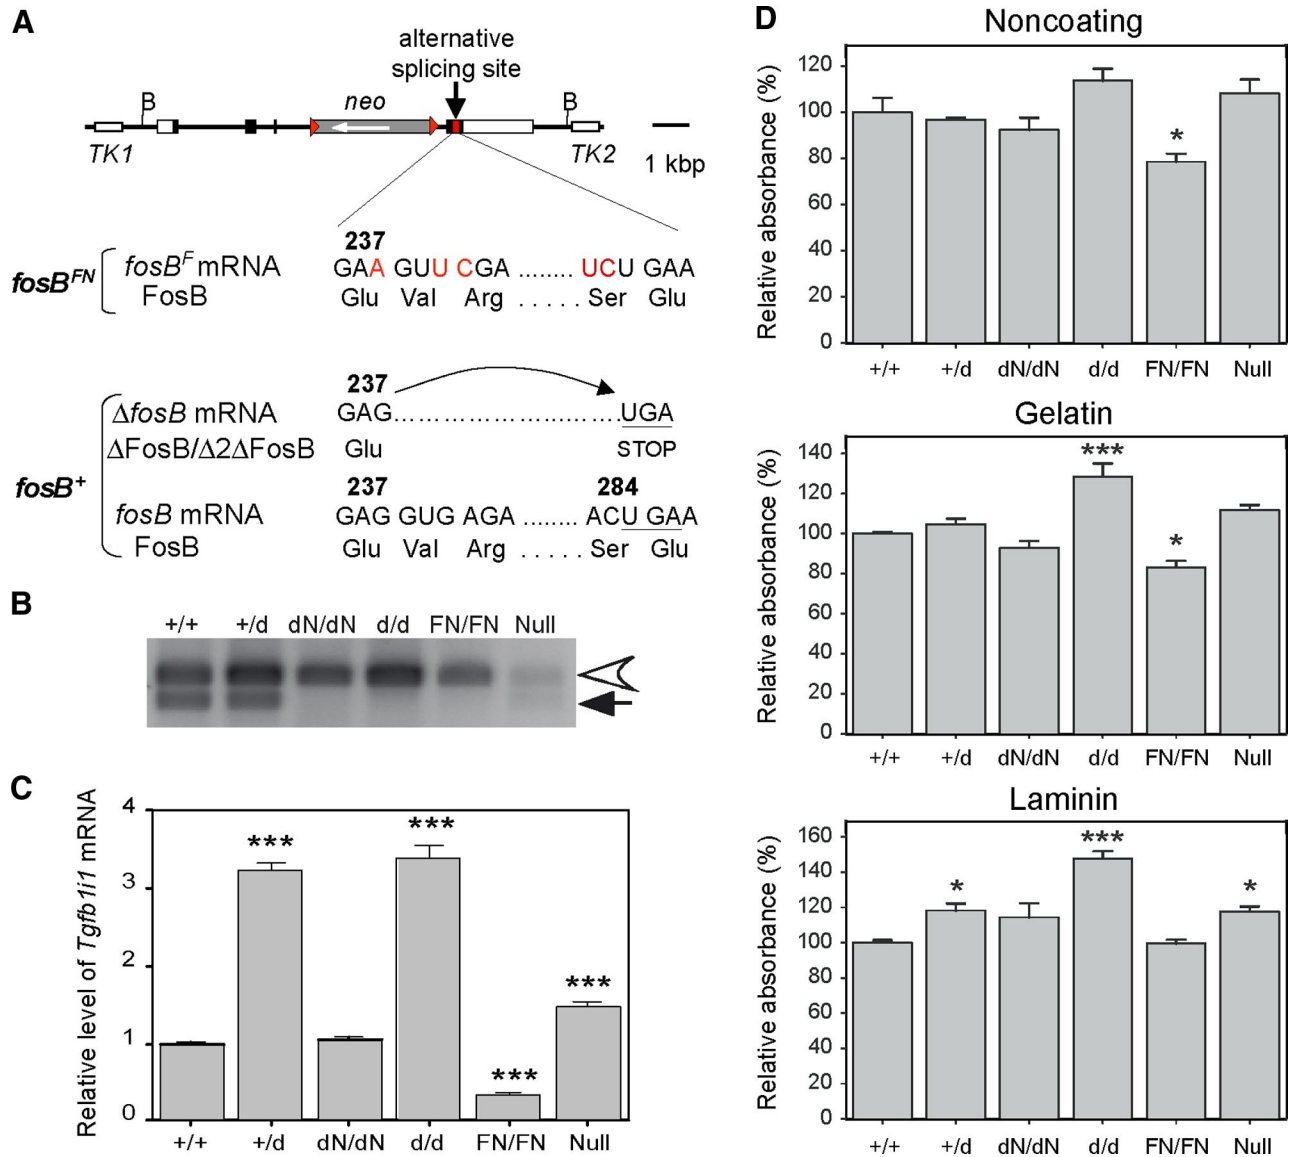 A
alternative
splicing site
B
neo
B
TK1
TK2
1 kbp
237
fosB^FN
fosB^F mRNA
GAA GUU CGA ........ UCU GAA
FosB
Glu Val Arg ..... Ser Glu
237
ΔfosB mRNA
GAG........................UGA
ΔFosB/Δ2ΔFosB
Glu STOP
fosB^+
237 284
fosB mRNA
GAG GUG AGA ........ ACU GAA
FosB
Glu Val Arg ..... Ser Glu
B
+/+ +/d dN/dN d/d FN/FN Null
C
Relative level of Tgfb1i1 mRNA
4
3
2
1
0
***
***
***
***
+/+ +/d dN/dN d/d FN/FN Null
D
Noncoating
Relative absorbance (%)
120
100
80
60
40
20
0
*
+/+ +/d dN/dN d/d FN/FN Null
Gelatin
Relative absorbance (%)
140
120
100
80
60
40
20
0
***
*
+/+ +/d dN/dN d/d FN/FN Null
Laminin
Relative absorbance (%)
160
140
120
100
80
60
40
20
0
*
***
*
+/+ +/d dN/dN d/d FN/FN Null